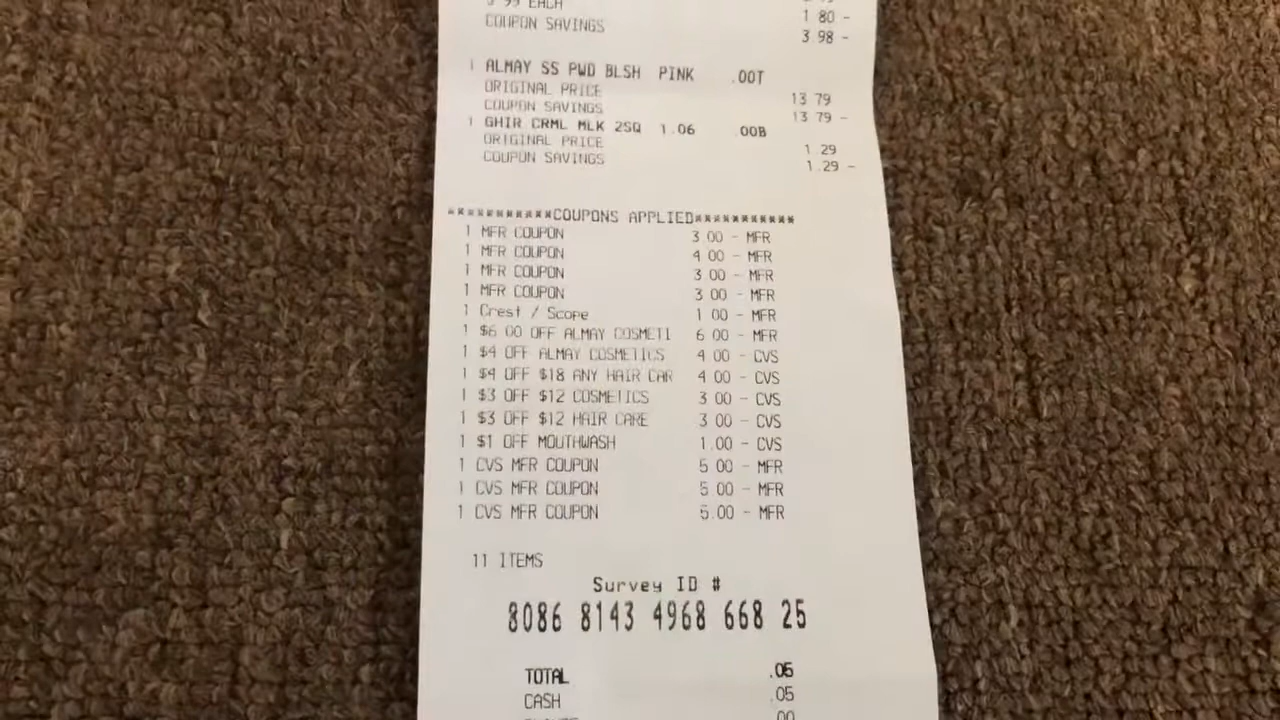 3 99 EACH
1 80 -
COUPON SAVINGS 3 98 -
1 ALMAY SS PWD BLSH PINK .00T
ORIGINAL PRICE 13 79
COUPON SAVINGS 13 79 -
1 GHIR CRML MLK 2SQ 1.06 .00B
ORIGINAL PRICE 1 29
COUPON SAVINGS 1.29 -
***********COUPONS APPLIED***********
1 MFR COUPON 3 00 - MFR
1 MFR COUPON 4 00 - MFR
1 MFR COUPON 3 00 - MFR
1 MFR COUPON 3 00 - MFR
1 Crest / Scope 1 00 - MFR
1 $6 00 OFF ALMAY COSMETI 6 00 - MFR
1 $4 OFF ALMAY COSMETICS 4 00 - CVS
1 $4 OFF $18 ANY HAIR CAR 4 00 - CVS
1 $3 OFF $12 COSMETICS 3 00 - CVS
1 $3 OFF $12 HAIR CARE 3 00 - CVS
1 $1 OFF MOUTHWASH 1.00 - CVS
1 CVS MFR COUPON 5 00 - MFR
1 CVS MFR COUPON 5 00 - MFR
1 CVS MFR COUPON 5.00 - MFR
11 ITEMS
Survey ID #
8086 8143 4968 668 25
TOTAL .05
CASH .05
.00